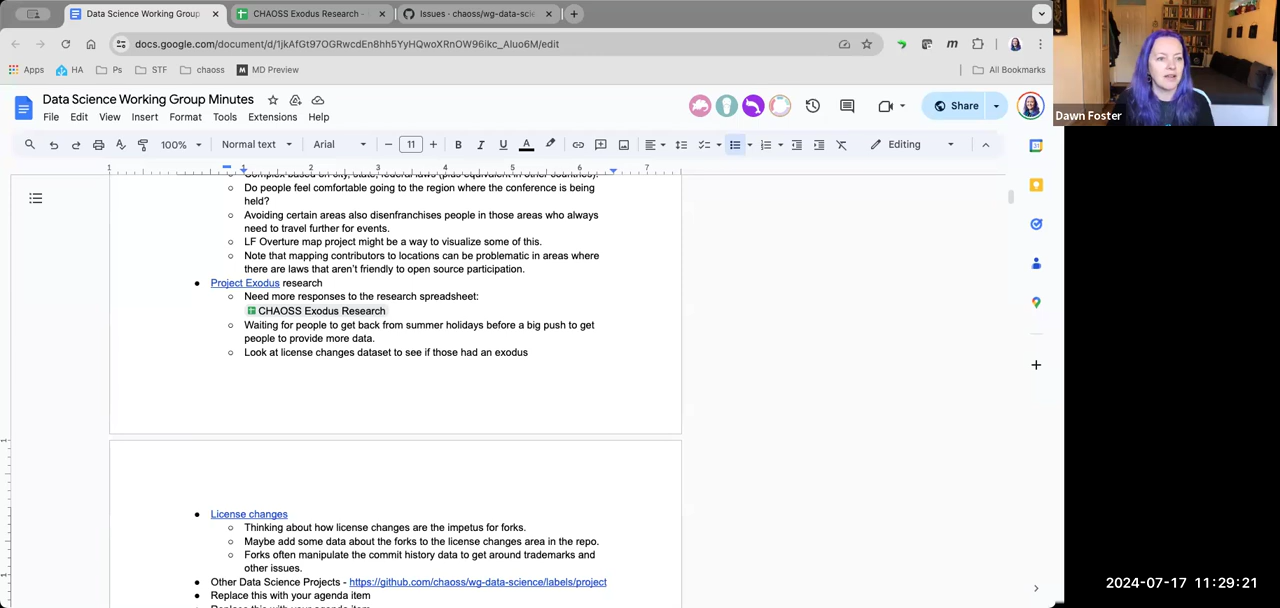 Data Science Working Group
CHAOSS Exodus Research -
Issues · chaoss/wg-data-scie
docs.google.com/document/d/1jkAfGt97OGRwcdEn8hh5YyHQwoXRnOW96ikc_Aluo6M/edit
Apps HA Ps STF chaoss MD Preview All Bookmarks
Data Science Working Group Minutes
File Edit View Insert Format Tools Extensions Help
Share
100% Normal text Arial 11 Editing
1 1 2 3 4 5 6 7
Do people feel comfortable going to the region where the conference is being
held?
Avoiding certain areas also disenfranchises people in those areas who always
need to travel further for events.
LF Overture map project might be a way to visualize some of this.
Note that mapping contributors to locations can be problematic in areas where
there are laws that aren't friendly to open source participation.
Project Exodus research
Need more responses to the research spreadsheet:
CHAOSS Exodus Research
Waiting for people to get back from summer holidays before a big push to get
people to provide more data.
Look at license changes dataset to see if those had an exodus
License changes
Thinking about how license changes are the impetus for forks.
Maybe add some data about the forks to the license changes area in the repo.
Forks often manipulate the commit history data to get around trademarks and
other issues.
Other Data Science Projects - https://github.com/chaoss/wg-data-science/labels/project
Replace this with your agenda item
Dawn Foster
2024-07-17 11:29:21